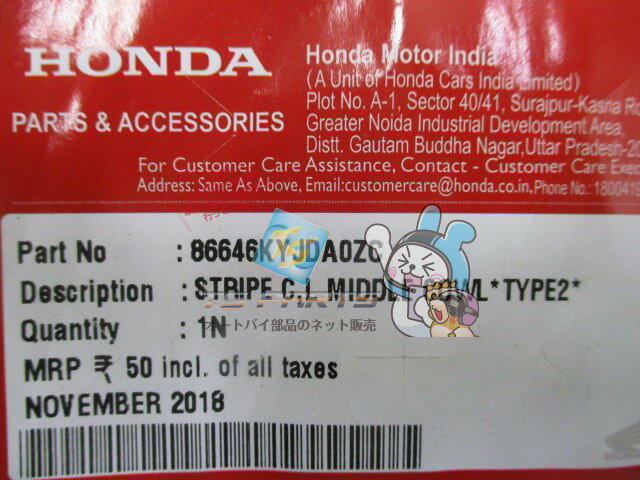 HONDA
PARTS & ACCESSORIES
Honda Motor India
(A Unit of Honda Cars India Limited)
Plot No. A-1, Sector 40/41, Surajpur-Kasna R
Greater Noida Industrial Development Area,
Distt. Gautam Buddha Nagar, Uttar Pradesh-20
For Customer Care Assistance, Contact - Customer Care Exec
Address: Same As Above, Email:customercare@honda.co.in, Phone No.: 18001
Part No : 86646KYJDA0ZC
Description : STRIPE C,L MIDDLE *TYPE2*
オートバイ部品のネット販売
Quantity : 1N
MRP ₹ 50 incl. of all taxes
NOVEMBER 2018